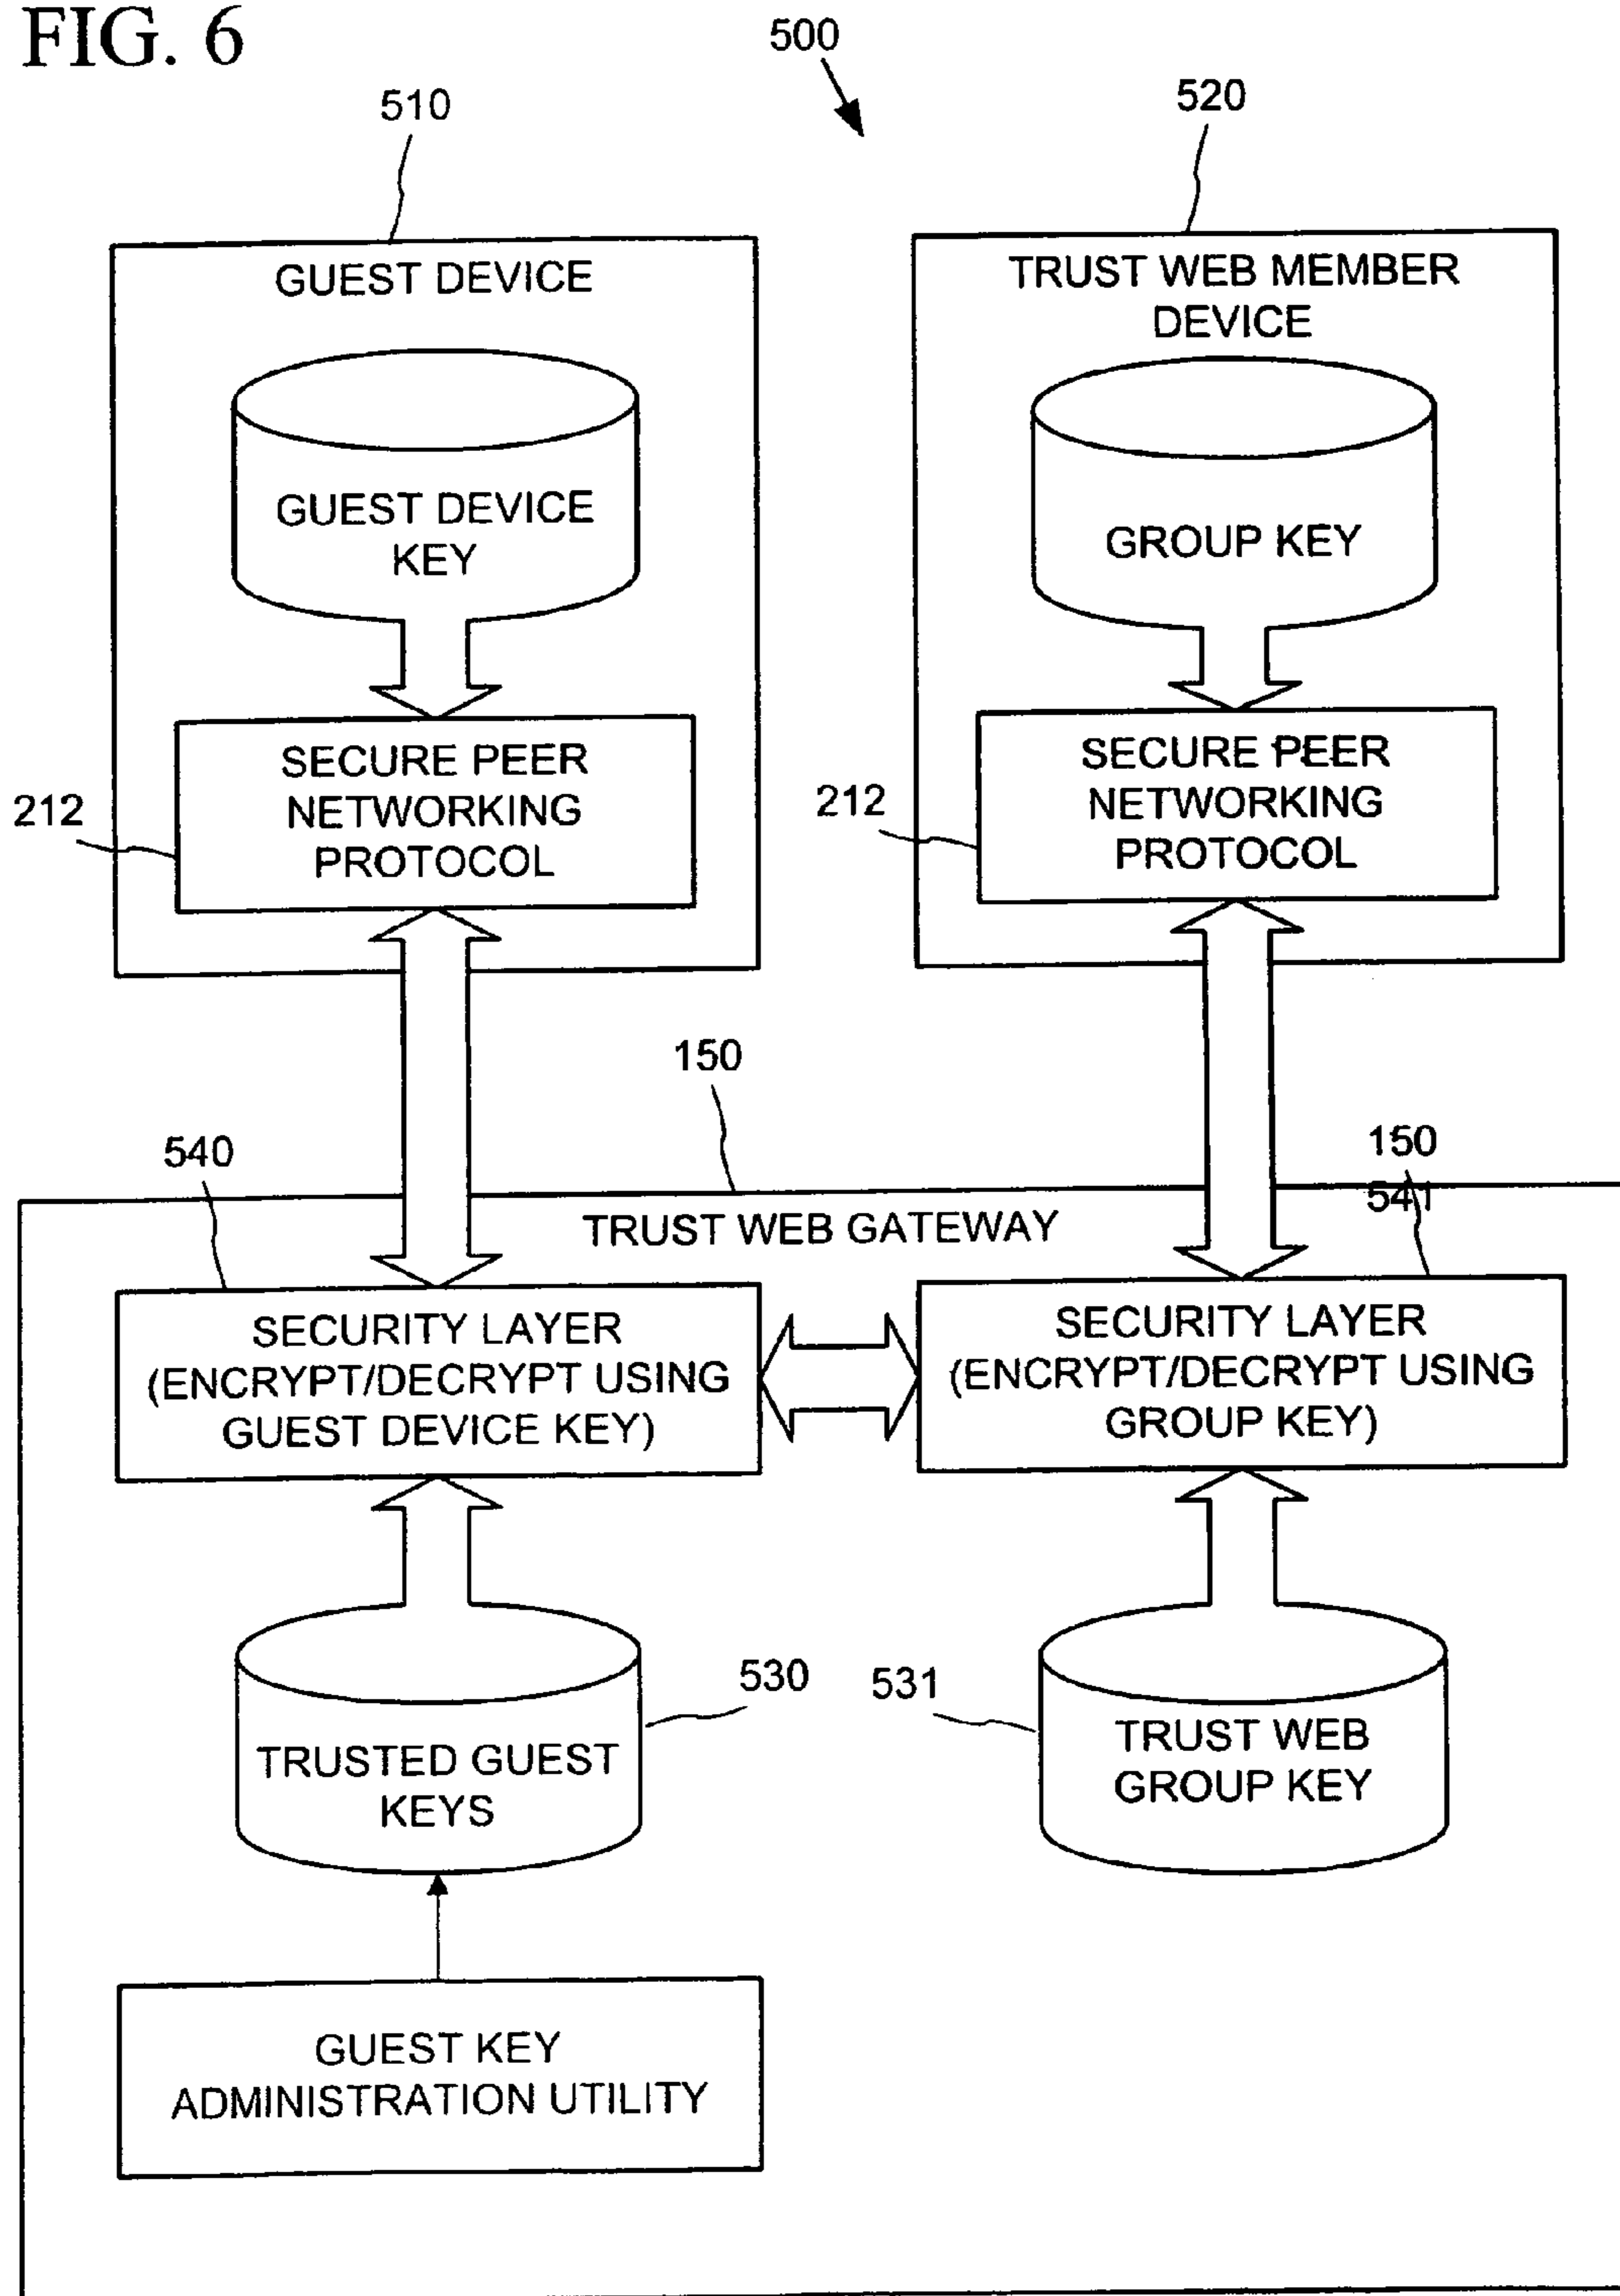 FIG. 6
500
510
520
GUEST DEVICE
TRUST WEB MEMBER
DEVICE
GUEST DEVICE
KEY
GROUP KEY
SECURE PEER
NETWORKING
PROTOCOL
212
SECURE PEER
NETWORKING
PROTOCOL
212
150
540
150
541
TRUST WEB GATEWAY
SECURITY LAYER
(ENCRYPT/DECRYPT USING
GUEST DEVICE KEY)
SECURITY LAYER
(ENCRYPT/DECRYPT USING
GROUP KEY)
530
531
TRUSTED GUEST
KEYS
TRUST WEB
GROUP KEY
GUEST KEY
ADMINISTRATION UTILITY